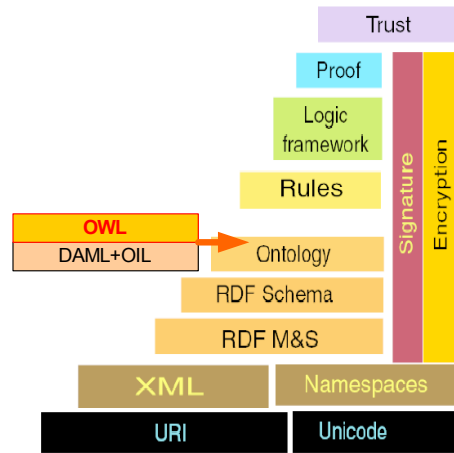 Trust
Proof
Logic
framework
Rules
OWL
DAML+OIL
Ontology
RDF Schema
RDF M&S
Signature
Encryption
XML
Namespaces
URI
Unicode